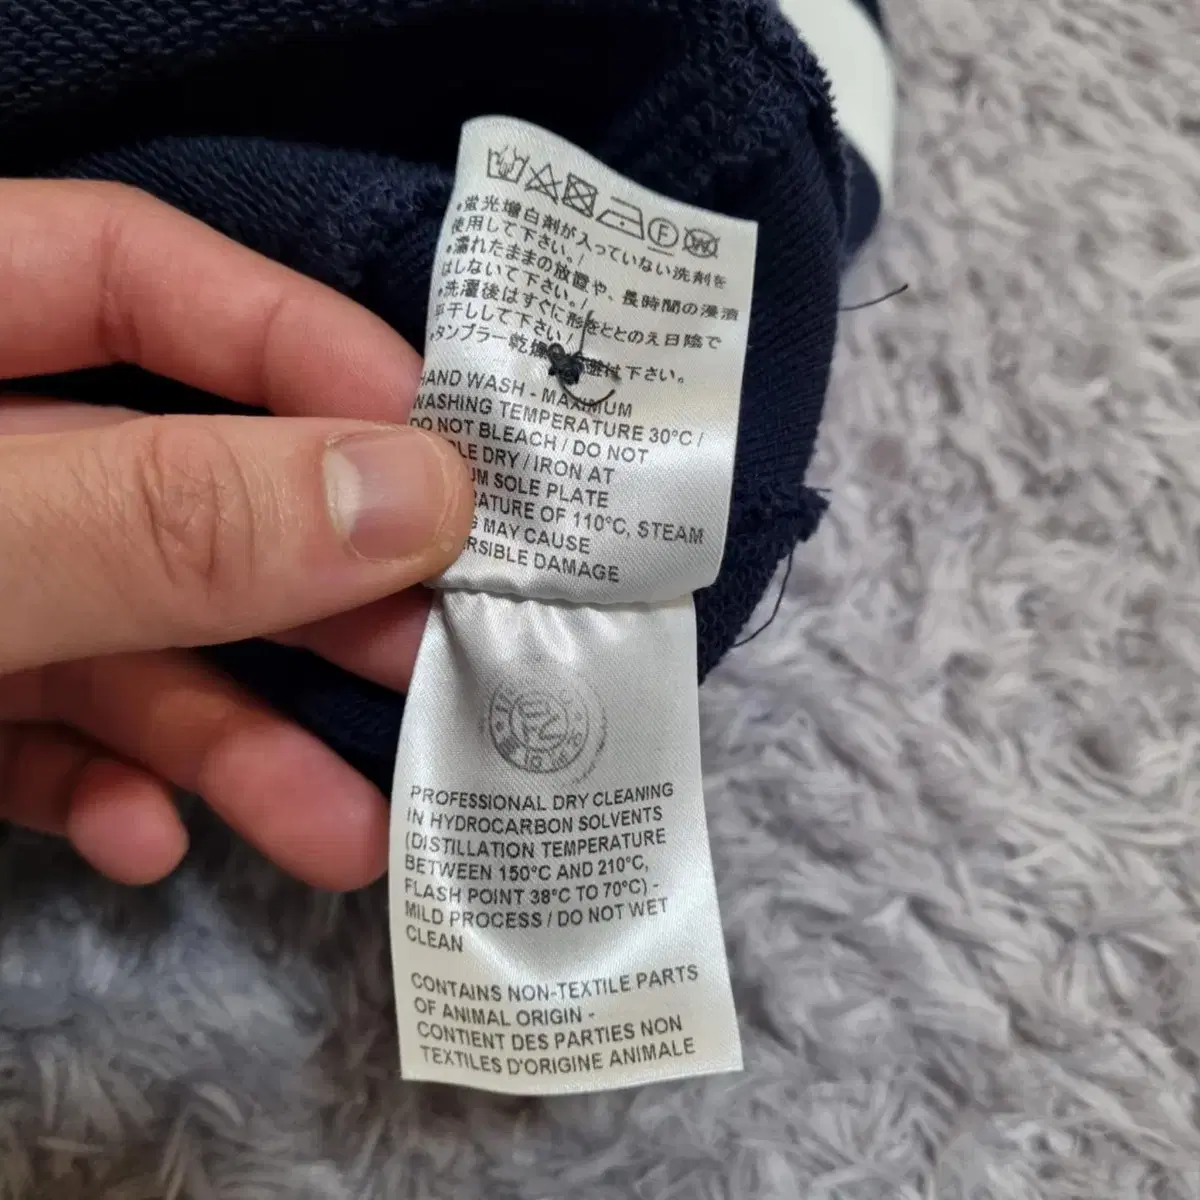 F W
・蛍光増白剤が入っていない洗剤を
使用して下さい。/
・濡れたままの放置や、長時間の浸漬
はしないで下さい。/
・洗濯後はすぐに形をととのえ日陰で
平干しして下さい/
・タンブラー乾燥 避け下さい。
HAND WASH - MAXIMUM
WASHING TEMPERATURE 30°C /
DO NOT BLEACH / DO NOT
LE DRY / IRON AT
UM SOLE PLATE
RATURE OF 110°C, STEAM
G MAY CAUSE
RSIBLE DAMAGE
PROFESSIONAL DRY CLEANING
IN HYDROCARBON SOLVENTS
(DISTILLATION TEMPERATURE
BETWEEN 150°C AND 210°C,
FLASH POINT 38°C TO 70°C) -
MILD PROCESS / DO NOT WET
CLEAN
CONTAINS NON-TEXTILE PARTS
OF ANIMAL ORIGIN -
CONTIENT DES PARTIES NON
TEXTILES D'ORIGINE ANIMALE